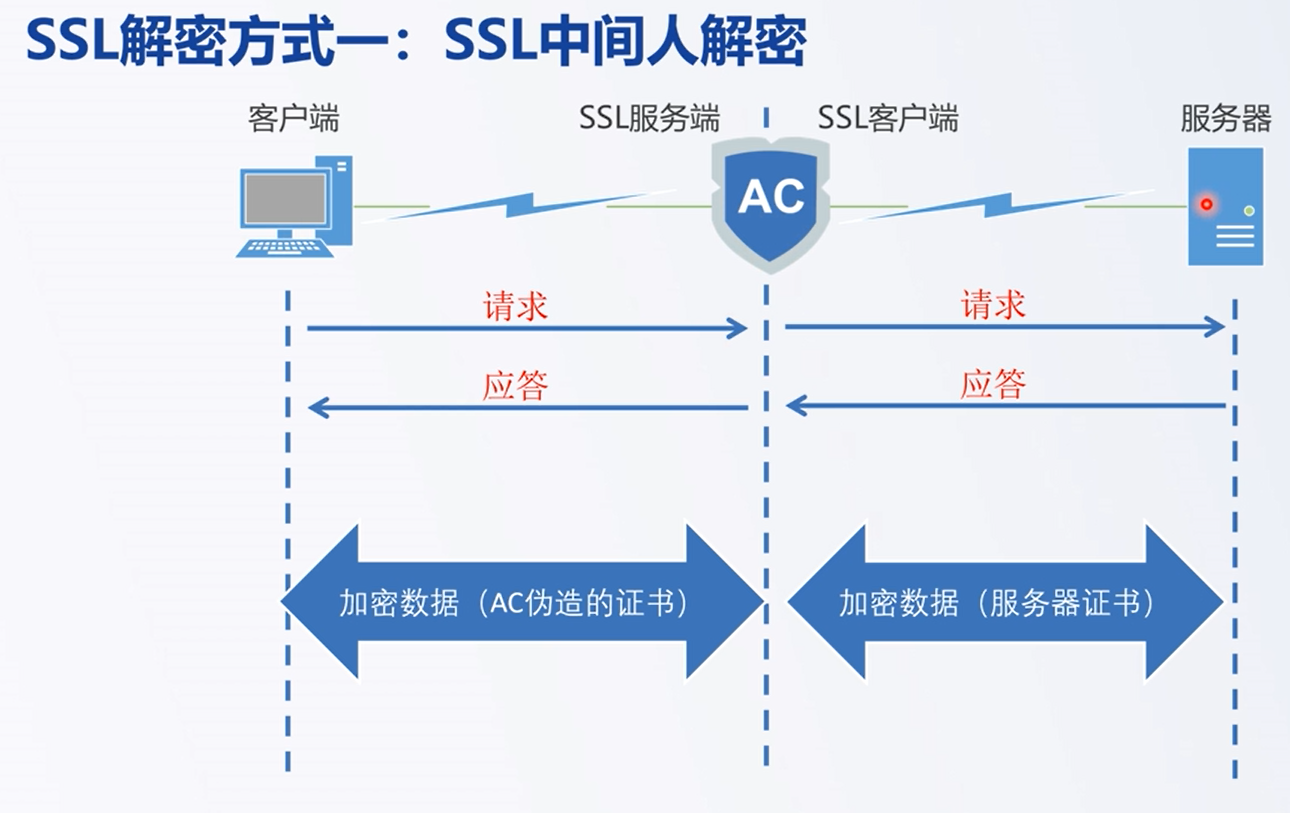 SSL解密方式一：SSL中间人解密
客户端
SSL服务端
SSL客户端
服务器
AC
请求
请求
应答
应答
加密数据（AC伪造的证书）
加密数据（服务器证书）